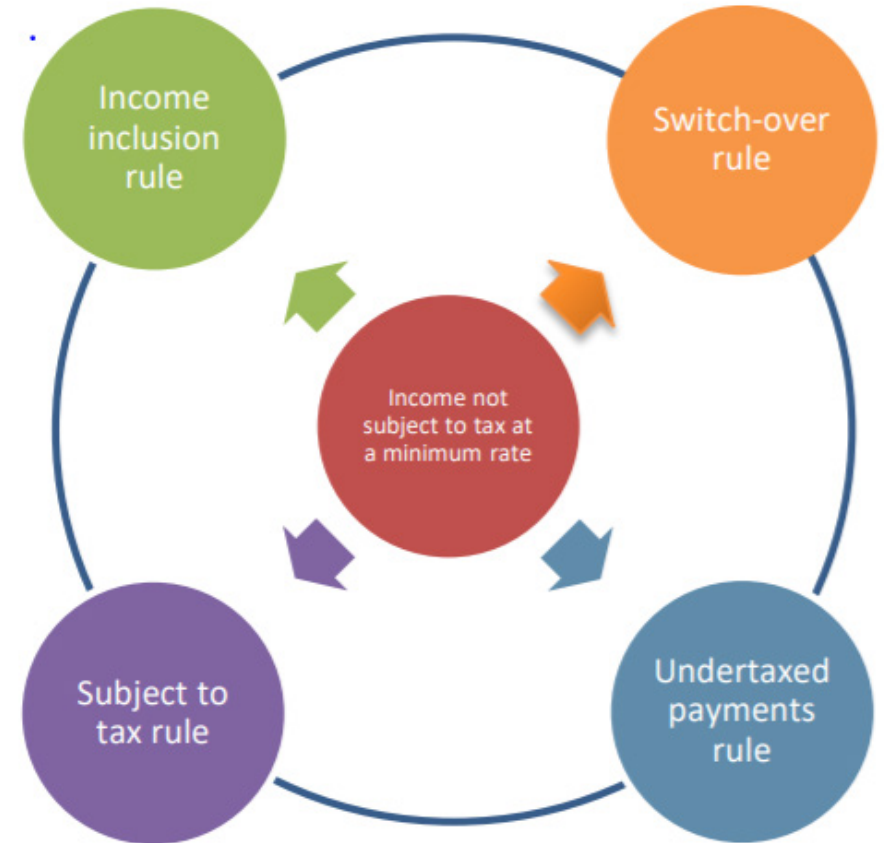 Income
inclusion
rule
Switch-over
rule
Income not
subject to tax at
a minimum rate
Subject to
tax rule
Undertaxed
payments
rule